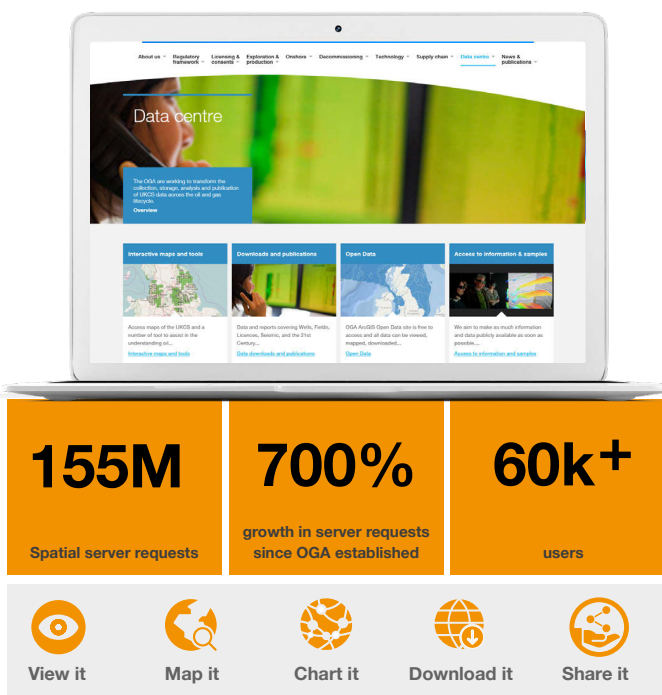 About us Regulatory framework Licensing & consents Exploration & production Onshore Decommissioning Technology Supply chain Data centre News & publications
Data centre
The OGA are working to transform the
collection, storage, analysis and publication
of UKCS data across the oil and gas
lifecycle.
Overview
Interactive maps and tools
Access maps of the UKCS and a
number of tool to assist in the
understanding oil...
Interactive maps and tools
Downloads and publications
Data and reports covering Wells, Fields,
Licences, Seismic, and the 21st
Century...
Data downloads and publications
Open Data
OGA ArcGIS Open Data site is free to
access and all data can be viewed,
mapped, downloaded...
Open Data
Access to information & samples
We aim to make as much information
and data publicly available as soon as
possible....
Access to information and samples
155M
Spatial server requests
700%
growth in server requests
since OGA established
60k+
users
View it
Map it
Chart it
Download it
Share it